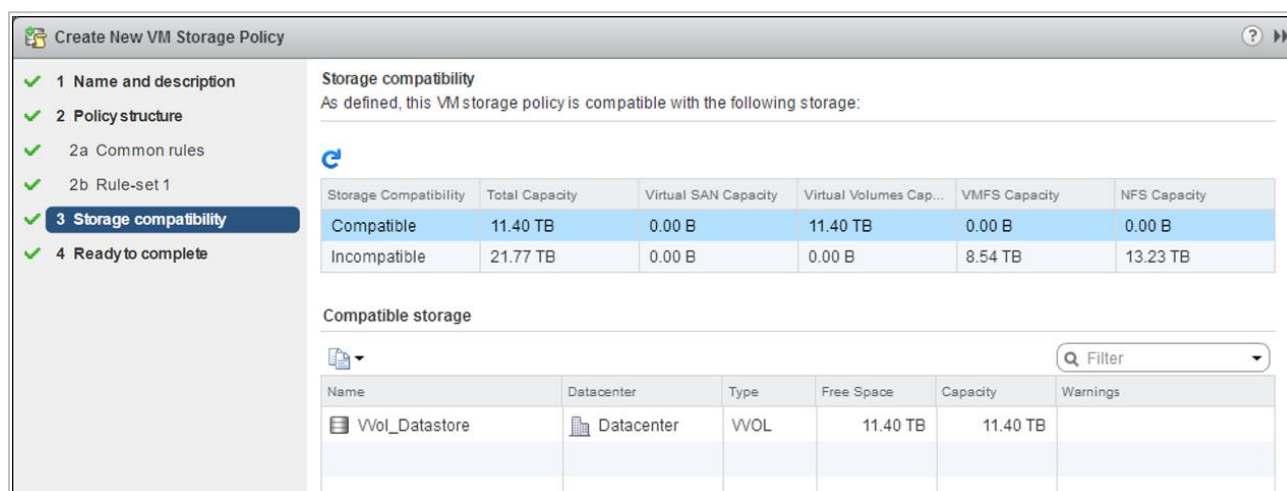 Create New VM Storage Policy
?
1 Name and description
2 Policy structure
2a Common rules
2b Rule-set 1
3 Storage compatibility
4 Ready to complete
Storage compatibility
As defined, this VM storage policy is compatible with the following storage:
Storage Compatibility Total Capacity Virtual SAN Capacity Virtual Volumes Cap... VMFS Capacity NFS Capacity
Compatible 11.40 TB 0.00 B 11.40 TB 0.00 B 0.00 B
Incompatible 21.77 TB 0.00 B 0.00 B 8.54 TB 13.23 TB
Compatible storage
Filter
Name Datacenter Type Free Space Capacity Warnings
VVol_Datastore Datacenter VVOL 11.40 TB 11.40 TB